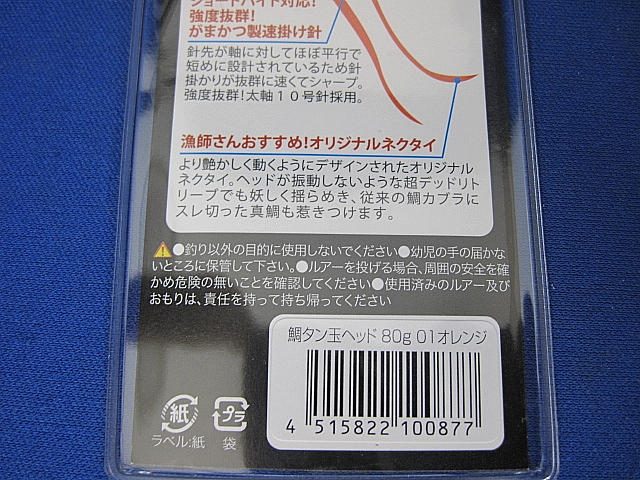 ショートバイト対応！
強度抜群！
がまかつ製速掛け針
針先が軸に対してほぼ平行で
短めに設計されているため針
掛かりが抜群に速くてシャープ。
強度抜群！太軸１０号針採用。
漁師さんおすすめ！オリジナルネクタイ
より艶かしく動くようにデザインされたオリジナル
ネクタイ。ヘッドが振動しないような超デッドリト
リーブでも妖しく揺らめき、従来の鯛カブラに
スレ切った真鯛も惹きつけます。
●釣り以外の目的に使用しないでください●幼児の手の届かな
いところに保管して下さい。●ルアーを投げる場合、周囲の安全を確
かめ危険の無いことを確認してください●使用済みのルアー及び
おもりは、責任を持って持ち帰ってください
鯛タン玉ヘッド 80g 01オレンジ
4 515822 100877
紙
プラ
ラベル:紙
袋